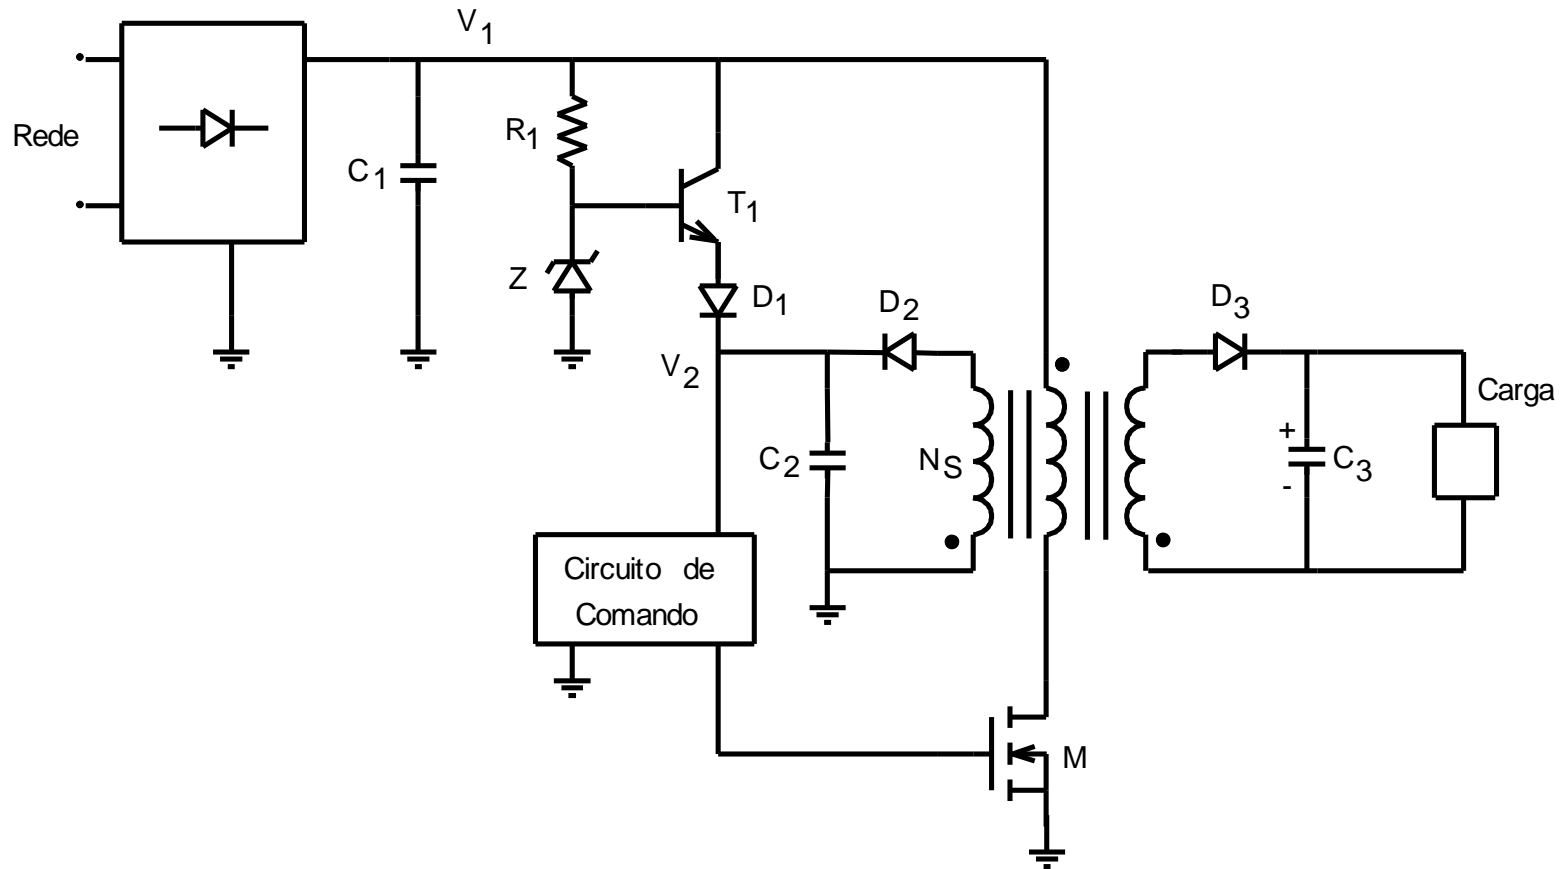 V1
Rede
R1
C1
T1
Z
D1
D2
D3
V2
Carga
C2
NS
+
C3
-
Circuito de
Comando
M